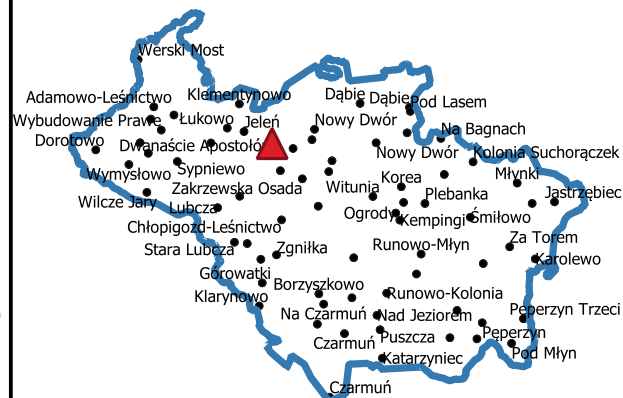 Werski Most
Adamowo-Leśnictwo
Klementynowo
Dąbie
Dąbie
Pod Lasem
Wybudowanie Prawe
Łukowo
Jeleń
Nowy Dwór
Na Bagnach
Dorotowo
Dwanaście Apostołów
Nowy Dwór
Kolonia Suchorączek
Wymysłowo
Sypniewo
Korea
Młynki
Zakrzewska Osada
Witunia
Plebanka
Jastrzębiec
Wilcze Jary
Lubcza
Ogrody
Kempingi
Śmiłowo
Chłopigozd-Leśnictwo
Stara Lubcza
Zgniłka
Runowo-Młyn
Za Torem
Karolewo
Górowatki
Borzyszkowo
Klarynowo
Runowo-Kolonia
Na Czarmuń
Nad Jeziorem
Peperzyn Trzeci
Czarmuń
Puszcza
Peperzyn
Katarzyniec
Pod Młyn
Czarmuń